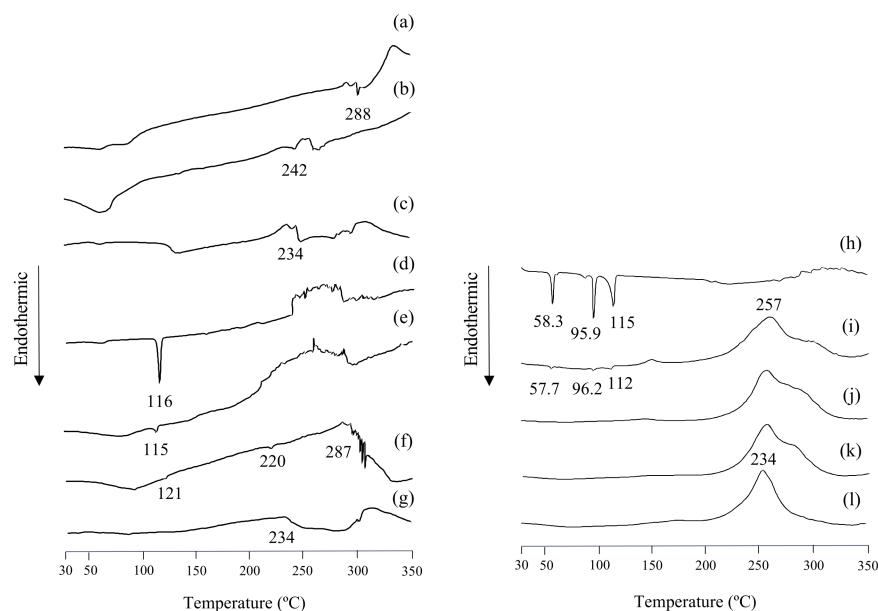 (a)
(b)
288
242
(c)
234
(d)
(e)
116
115
(f)
220
287
121
(g)
234
Endothermic
30 50 100 150 200 250 300 350
Temperature (ºC)
(h)
58.3
95.9
115
257
(i)
57.7
96.2
112
(j)
(k)
234
(l)
Endothermic
30 50 100 150 200 250 300 350
Temperature (ºC)